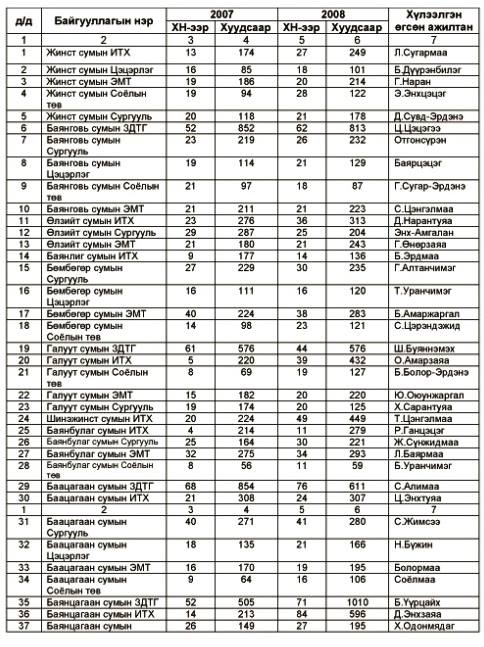 д/д Байгууллагын нэр 2007 2008 Хүлээлгэн өгсөн ажилтан
ХН-ээр Хуудсаар ХН-ээр Хуудсаар
1 2 3 4 5 6 7
1 Жинст сумын ИТХ 13 174 27 249 Л.Сугармаа
2 Жинст сумын Цэцэрлэг 16 85 18 101 Б.Дүүрэнбилэг
3 Жинст сумын ЭМТ 19 186 20 214 Г.Наран
4 Жинст сумын Соёлын төв 19 94 28 122 Э.Энхцэцэг
5 Жинст сумын Сургууль 20 118 21 178 Д.Сувд-Эрдэнэ
6 Баянговь сумын ЗДТГ 52 852 62 813 Ц.Цэцэгээ
7 Баянговь сумын Сургууль 23 219 26 232 Отгонсүрэн
8 Баянговь сумын Цэцэрлэг 19 114 21 129 Баярцэцэг
9 Баянговь сумын Соёлын төв 21 97 18 87 Г.Сугар-Эрдэнэ
10 Баянговь сумын ЭМТ 21 211 21 223 С.Цэнгэлмаа
11 Өлзийт сумын ИТХ 23 276 36 313 Д.Нарантуяа
12 Өлзийт сумын Сургууль 29 287 25 204 Энх-Амгалан
13 Өлзийт сумын ЭМТ 21 180 21 243 Г.Өнөрзаяа
14 Баянлиг сумын ИТХ 9 177 14 136 Б.Эрдмаа
15 Бөмбөгөр сумын Сургууль 27 229 30 235 Г.Алтанчимэг
16 Бөмбөгөр сумын Цэцэрлэг 16 111 16 120 Т.Уранчимэг
17 Бөмбөгөр сумын ЭМТ 40 224 38 283 Б.Амаржаргал
18 Бөмбөгөр сумын Соёлын төв 14 98 23 121 С.Цэрэндэжид
19 Галуут сумын ЗДТГ 61 576 44 576 Ш.Буяннэмэх
20 Галуут сумын ИТХ 5 220 39 432 О.Амарзаяа
21 Галуут сумын Соёлын төв 8 69 19 127 Б.Болор-Эрдэнэ
22 Галуут сумын ЭМТ 15 182 20 220 Ю.Оюунжаргал
23 Галуут сумын Сургууль 19 174 20 125 Х.Сарантуяа
24 Шинэжинст сумын ИТХ 20 224 49 449 Т.Цэнгэлмаа
25 Баянбулаг сумын ИТХ 4 214 11 279 Р.Ганцэцэг
26 Баянбулаг сумын Сургууль 25 164 30 221 Ж.Сүнжидмаа
27 Баянбулаг сумын ЭМТ 32 275 34 293 Л.Баярмаа
28 Баянбулаг сумын Соёлын төв 8 56 11 59 Б.Уранчимэг
29 Баацагаан сумын ЗДТГ 68 854 76 611 С.Алимаа
30 Баацагаан сумын ИТХ 21 308 24 307 Ц.Энхтуяа
1 2 3 4 5 6 7
31 Баацагаан сумын Сургууль 40 271 41 280 С.Жимсээ
32 Баацагаан сумын Цэцэрлэг 18 135 21 166 Н.Бүжин
33 Баацагаан сумын ЭМТ 16 170 19 195 Болормаа
34 Баацагаан сумын Соёлын төв 9 64 16 106 Соёлмаа
35 Баянцагаан сумын ЗДТГ 52 505 71 1010 Б.Үүрцайх
36 Баянцагаан сумын ИТХ 14 213 84 596 Д.Энхзаяа
37 Баянцагаан сумын 26 149 27 195 Х.Одонмядаг